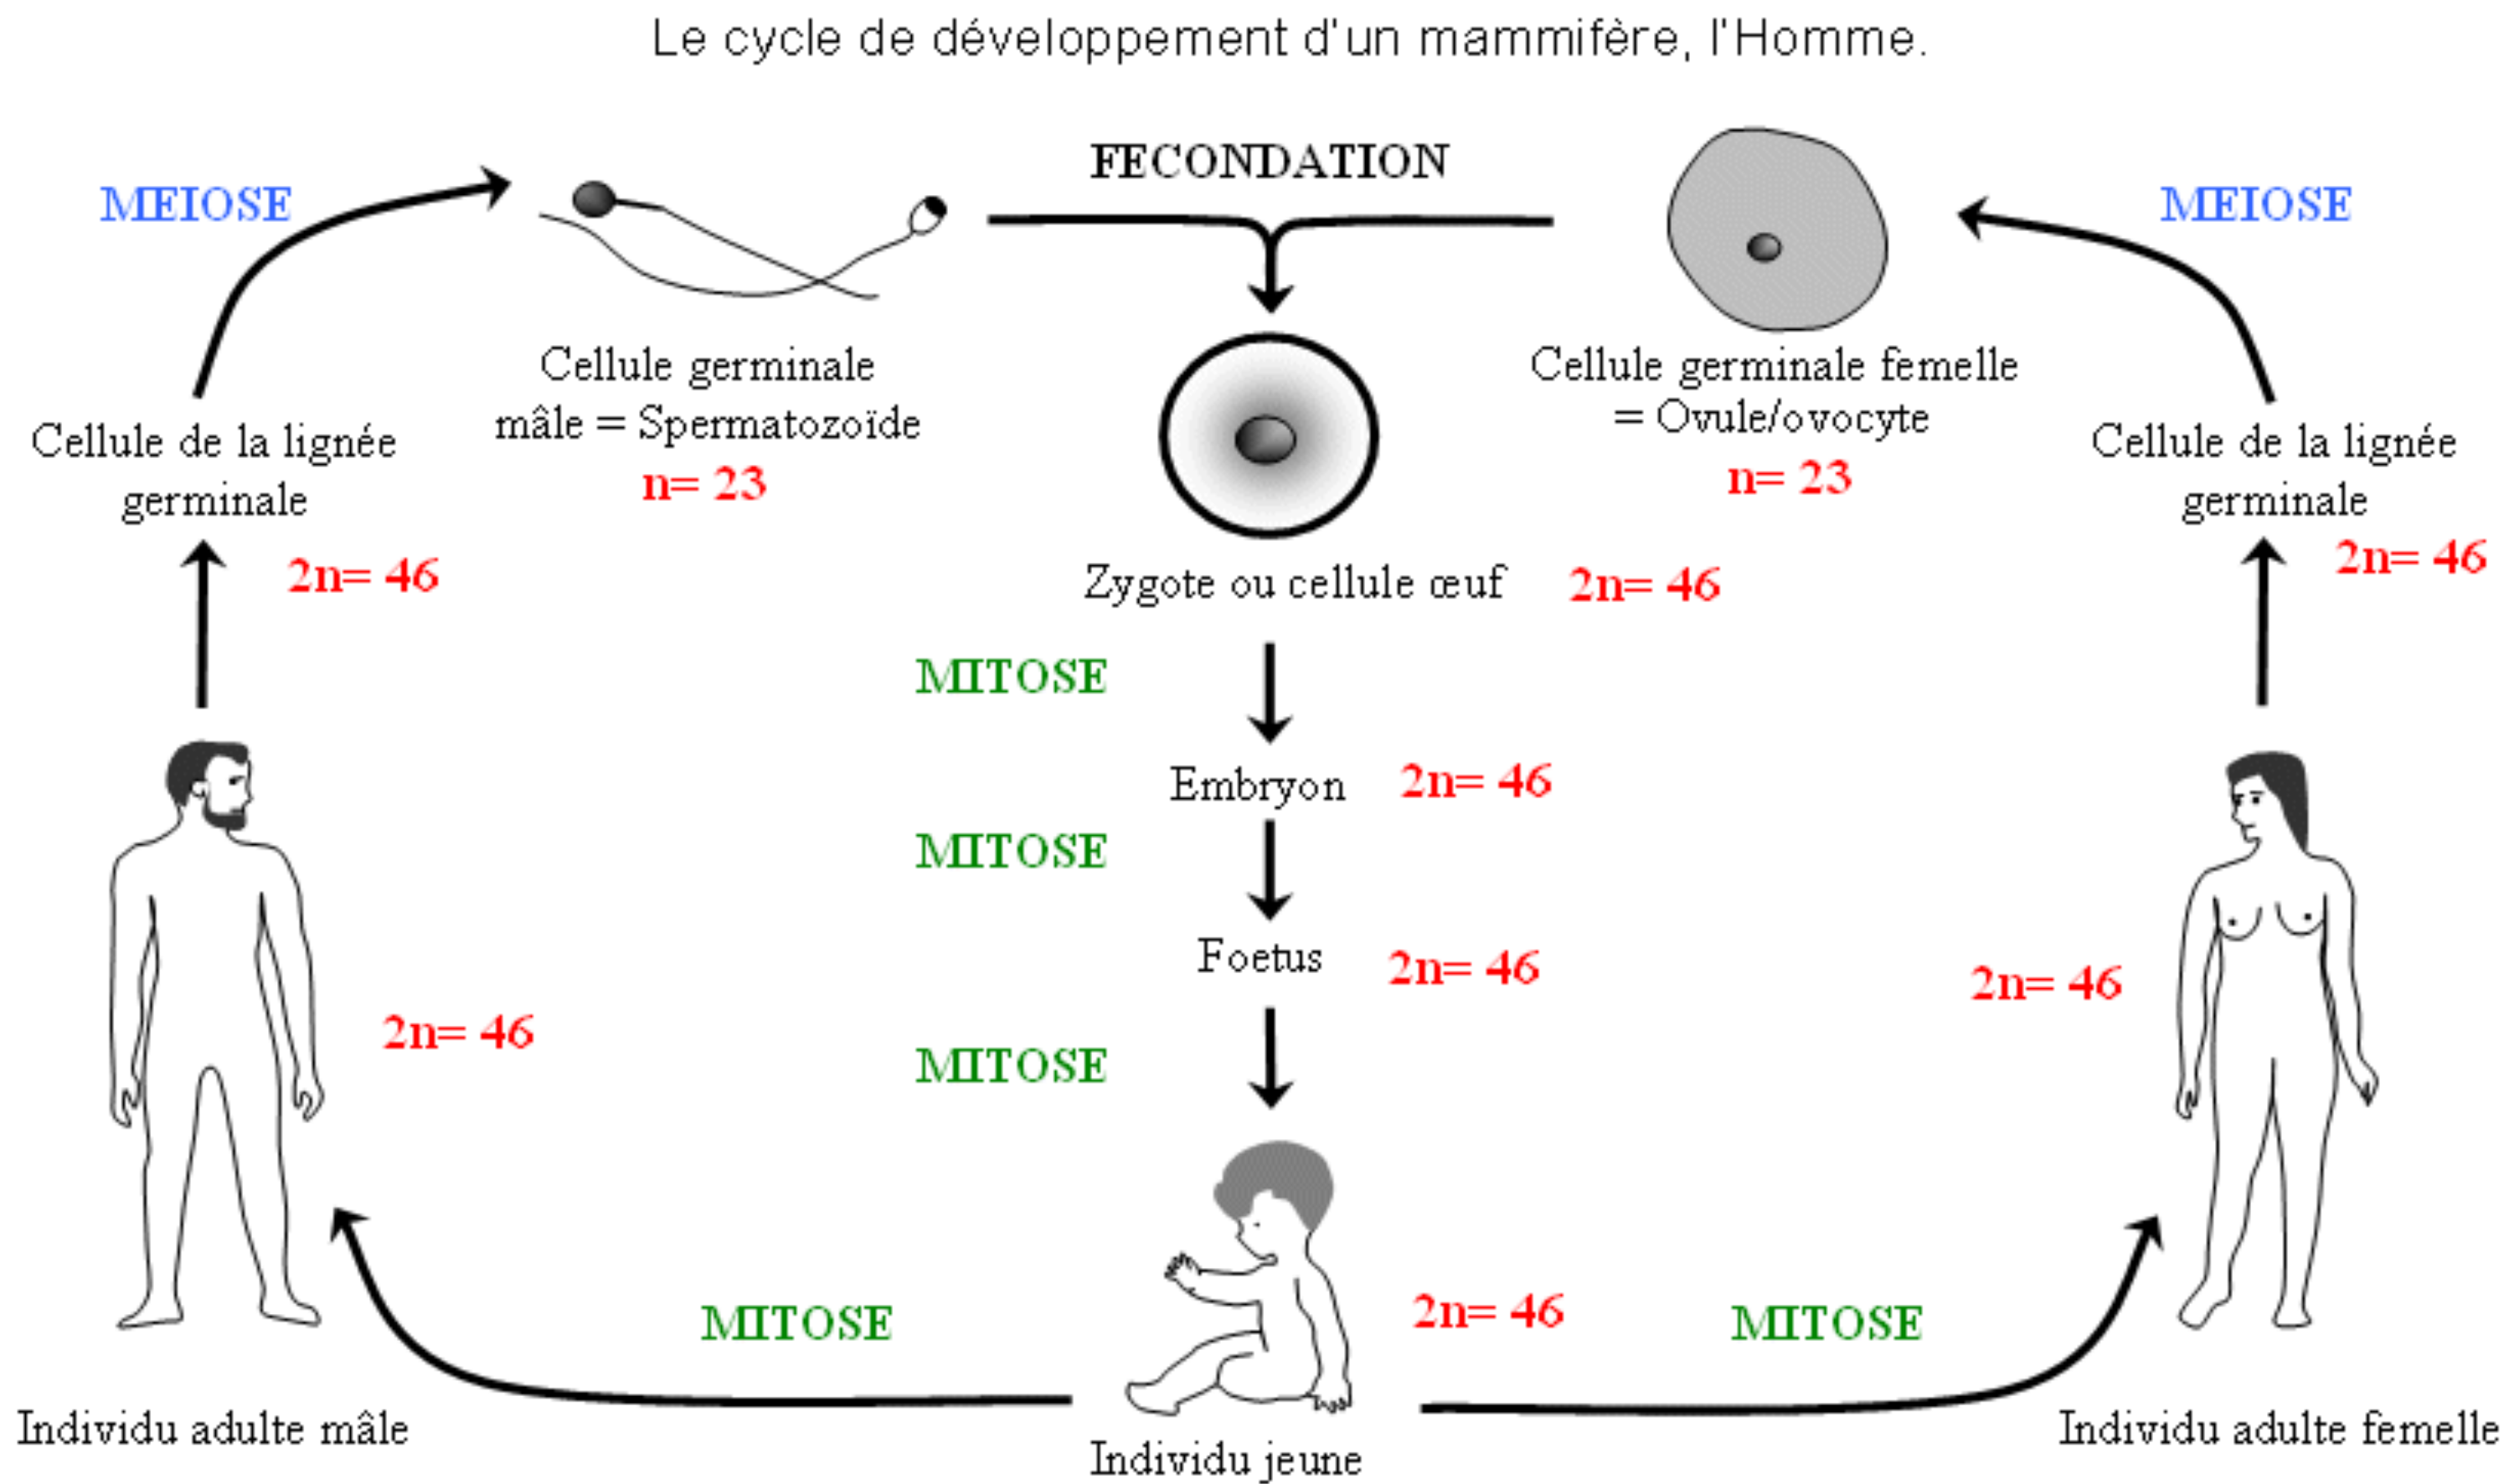 Le cycle de développement d'un mammifère, l'Homme.
MEIOSE
FECONDATION
MEIOSE
Cellule germinale
mâle = Spermatozoïde
n= 23
Cellule germinale femelle
= Ovule/ovocyte
n= 23
Cellule de la lignée
germinale
2n= 46
Cellule de la lignée
germinale
2n= 46
Zygote ou cellule œuf 2n= 46
MITOSE
Embryon 2n= 46
MITOSE
Foetus 2n= 46
2n= 46
2n= 46
MITOSE
2n= 46
MITOSE
MITOSE
Individu adulte mâle
Individu jeune
Individu adulte femelle